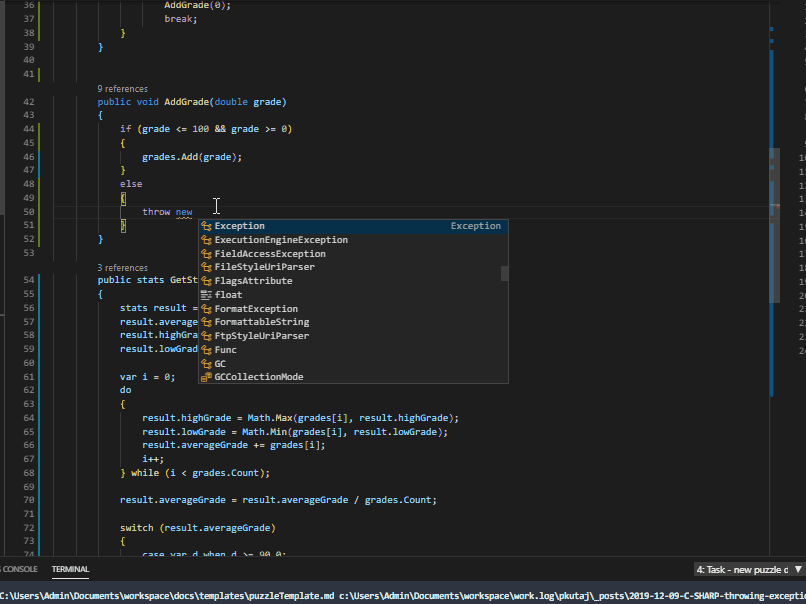 36 AddGrade(0);
37 break;
38 }
39 }
40
41
9 references
42 public void AddGrade(double grade)
43 {
44 if (grade <= 100 && grade >= 0)
45 {
46 grades.Add(grade);
47 }
48 else
49 {
50 throw new
51 }
52 }
53
Exception Exception
ExecutionEngineException
FieldAccessException
FileStyleUriParser
FlagsAttribute
float
FormatException
FormattableString
FtpStyleUriParser
Func
GC
GCCollectionMode
3 references
54 public stats GetSt
55 {
56 stats result =
57 result.average
58 result.highGra
59 result.lowGrad
60
61 var i = 0;
62 do
63 {
64 result.highGrade = Math.Max(grades[i], result.highGrade);
65 result.lowGrade = Math.Min(grades[i], result.lowGrade);
66 result.averageGrade += grades[i];
67 i++;
68 } while (i < grades.Count);
69
70 result.averageGrade = result.averageGrade / grades.Count;
71
72 switch (result.averageGrade)
73 {
74 case var d when d >= 90.0:
CONSOLE TERMINAL 4: Task - new puzzle d
C:\Users\Admin\Documents\workspace\docs\templates\puzzleTemplate.md c:\Users\Admin\Documents\workspace\work.log\pkutaj\_posts\2019-12-09-C-SHARP-throwing-exceptio